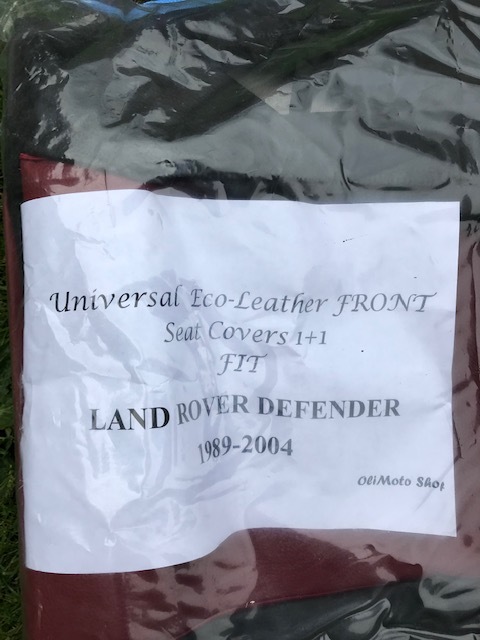 Universal Eco-Leather FRONT
Seat Covers 1+1
FIT
LAND ROVER DEFENDER
1989-2004
OliMoto Shop